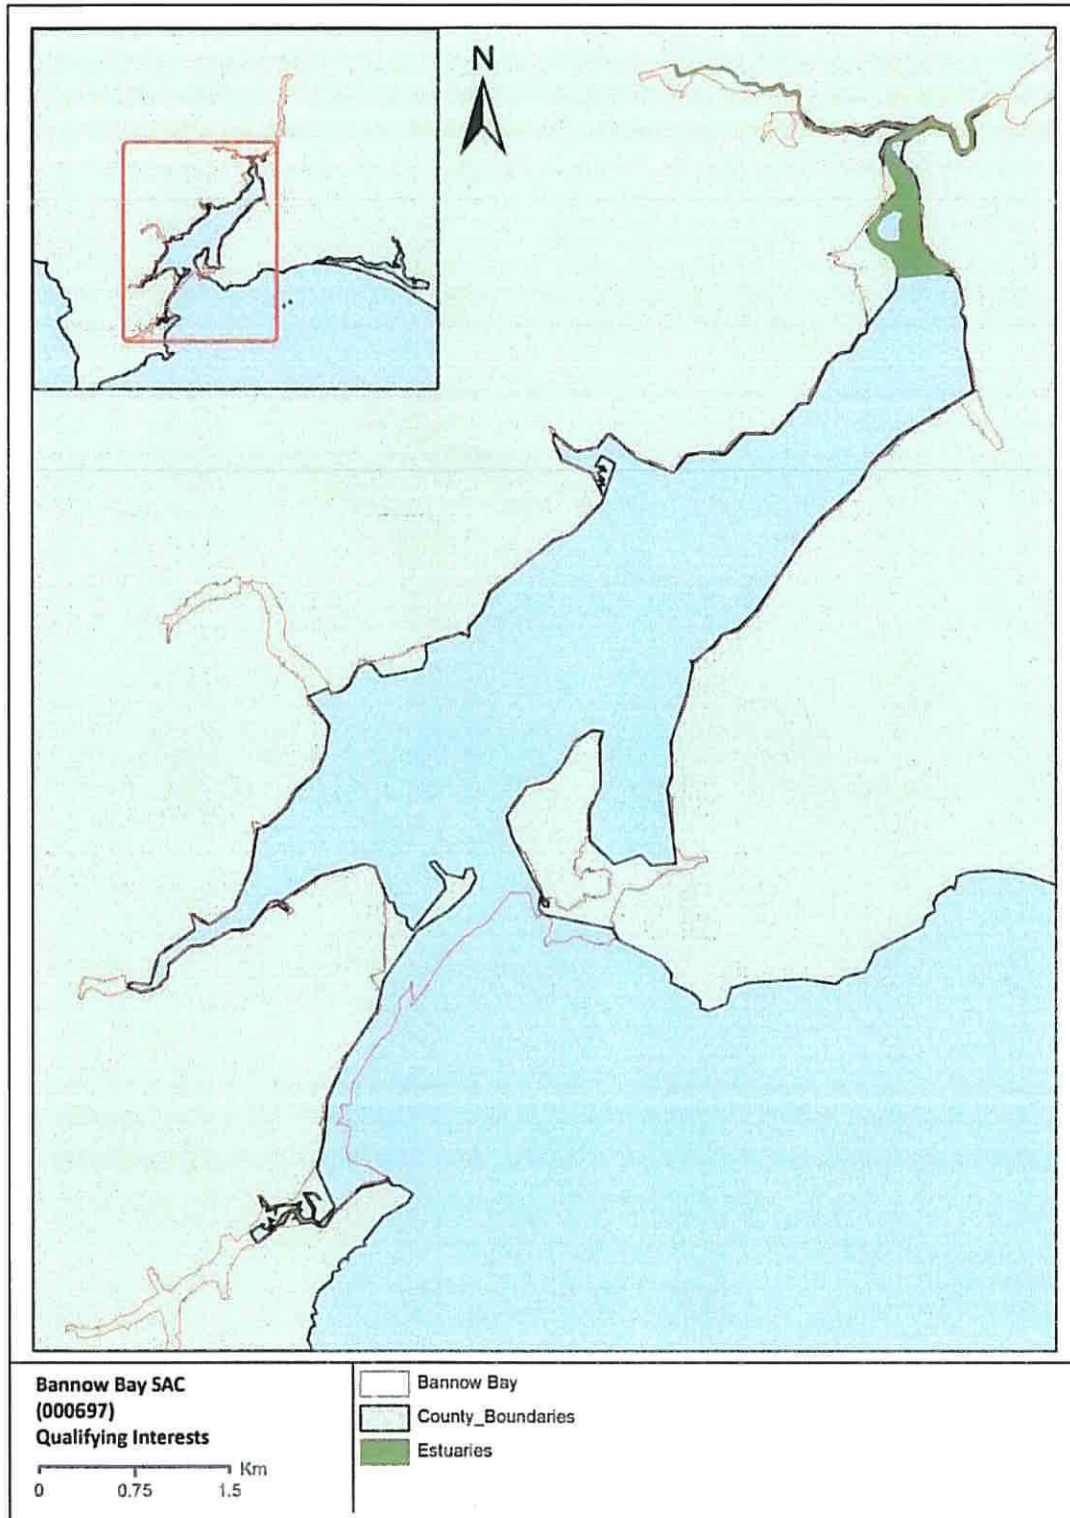 N
Bannow Bay SAC
(000697)
Qualifying Interests
Km
0 0.75 1.5
Bannow Bay
County_Boundaries
Estuaries